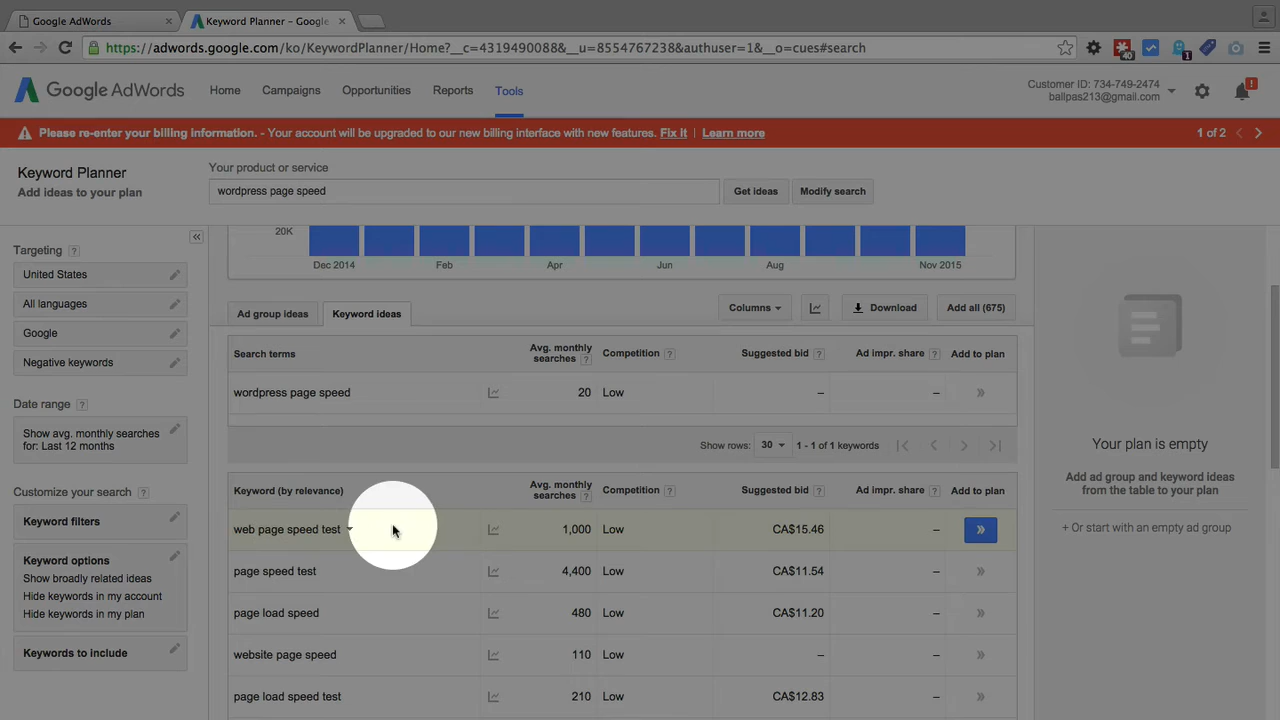 Google AdWords
Keyword Planner – Google
https://adwords.google.com/ko/KeywordPlanner/Home?__c=4319490088&__u=8554767238&authuser=1&__o=cues#search
40
1
Google AdWords
Home
Campaigns
Opportunities
Reports
Tools
Customer ID: 734-749-2474
ballpas213@gmail.com
!
Please re-enter your billing information. - Your account will be upgraded to our new billing interface with new features. Fix it Learn more
1 of 2
Keyword Planner
Add ideas to your plan
Your product or service
wordpress page speed
Get ideas
Modify search
Targeting ?
United States
All languages
Google
Negative keywords
Date range ?
Show avg. monthly searches
for: Last 12 months
Customize your search ?
Keyword filters
Keyword options
Show broadly related ideas
Hide keywords in my account
Hide keywords in my plan
Keywords to include
20K
Dec 2014 Feb Apr Jun Aug Nov 2015
Ad group ideas
Keyword ideas
Columns
Download
Add all (675)
Search terms Avg. monthly searches ? Competition ? Suggested bid ? Ad impr. share ? Add to plan
wordpress page speed 20 Low – – »
Show rows: 30 1 - 1 of 1 keywords
Keyword (by relevance) Avg. monthly searches ? Competition ? Suggested bid ? Ad impr. share ? Add to plan
web page speed test 1,000 Low CA$15.46 – »
page speed test 4,400 Low CA$11.54 – »
page load speed 480 Low CA$11.20 – »
website page speed 110 Low – – »
page load speed test 210 Low CA$12.83 – »
Your plan is empty
Add ad group and keyword ideas
from the table to your plan
+ Or start with an empty ad group